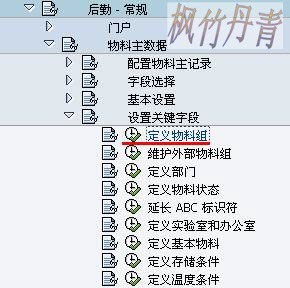 后勤 - 常规
枫竹丹青
门户
物料主数据
配置物料主记录
字段选择
基本设置
设置关键字段
定义物料组
维护外部物料组
定义部门
定义物料状态
延长 ABC 标识符
定义实验室和办公室
定义基本物料
定义存储条件
定义温度条件